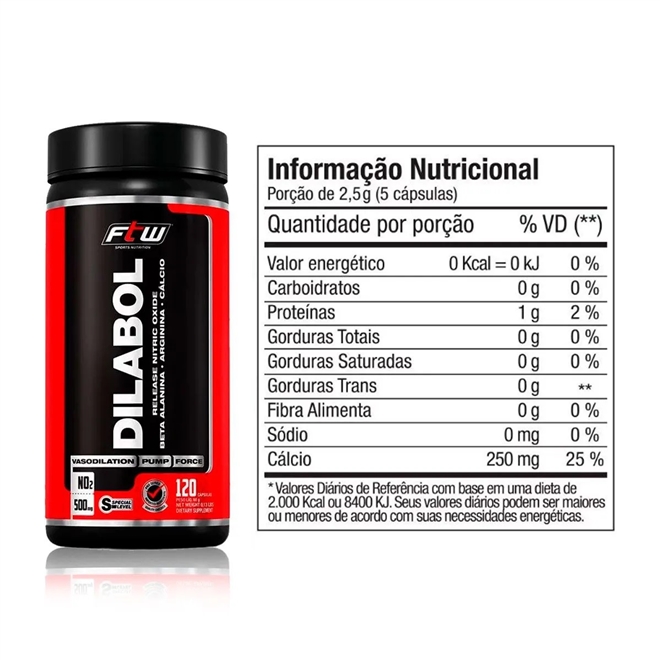 FTW
SPORTS NUTRITION
DILABOL
RELEASE NITRIC OXIDE
BETA ALANINA • ARGININA • CÁLCIO
VASODILATION PUMP FORCE
NO2
500mg
SPECIAL
LEVEL
120 CAPSULAS
DIETARY SUPPLEMENT
Informação Nutricional
Porção de 2,5g (5 cápsulas)
Quantidade por porção % VD (**)
Valor energético 0 Kcal = 0 kJ 0 %
Carboidratos 0 g 0 %
Proteínas 1 g 2 %
Gorduras Totais 0 g 0 %
Gorduras Saturadas 0 g 0 %
Gorduras Trans 0 g **
Fibra Alimenta 0 g 0 %
Sódio 0 mg 0 %
Cálcio 250 mg 25 %
* Valores Diários de Referência com base em uma dieta de
2.000 Kcal ou 8400 KJ. Seus valores diários podem ser maiores
ou menores de acordo com suas necessidades energéticas.